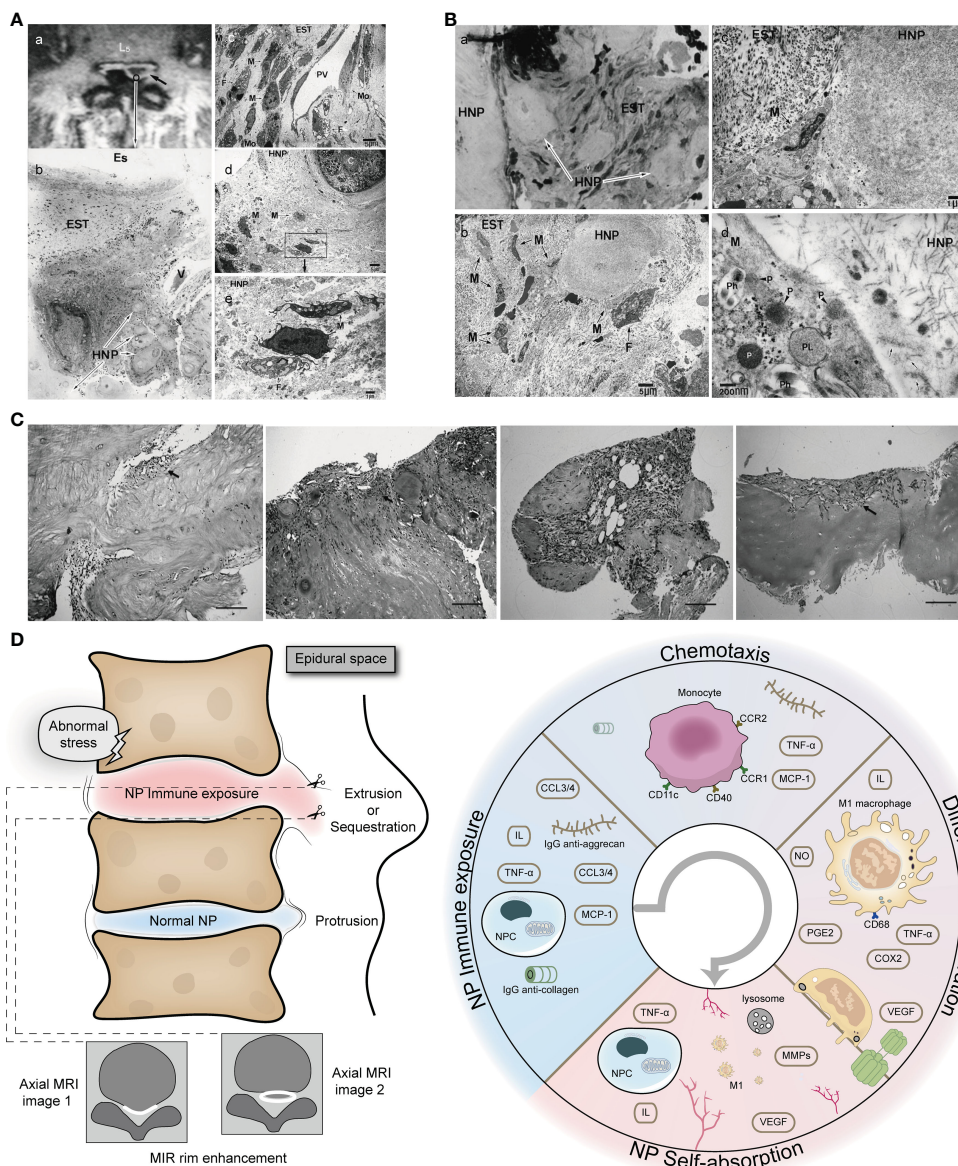 A
a
L5
Es
b
EST
V
HNP
c
EST
M
M
M
F
PV
Mo
F
M
Mo
5μm
HNP
C
d
M
M
HNP
e
M
F
1μm
B
a
HNP
EST
HNP
c
EST
HNP
M
b
EST
M
HNP
M
M
M
F
5μm
d
M
HNP
Ph
P
P
P
PL
Ph
200nm
C
D
Epidural space
Abnormal
stress
NP Immune exposure
Extrusion
or
Sequestration
Normal NP
Protrusion
Axial MRI
image 1
Axial MRI
image 2
MIR rim enhancement
Chemotaxis
Monocyte
CCR2
TNF-α
CCR1
MCP-1
CD11c
CD40
NP Immune exposure
CCL3/4
IL
IgG anti-aggrecan
TNF-α
CCL3/4
MCP-1
NPC
IgG anti-collagen
IL
M1 macrophage
NO
CD68
PGE2
TNF-α
COX2
VEGF
TNF-α
lysosome
NPC
MMPs
M1
IL
VEGF
NP Self-absorption